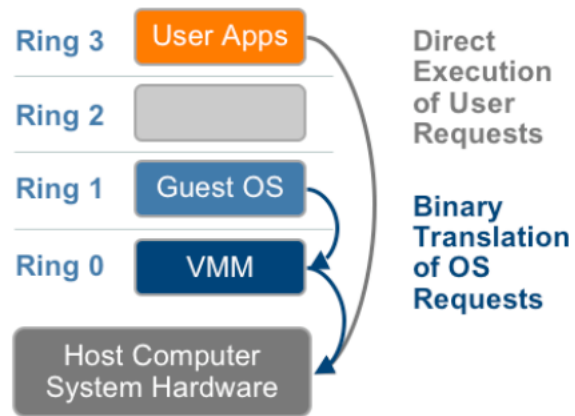 Ring 3
User Apps
Direct
Execution
of User
Requests
Ring 2
Ring 1
Guest OS
Binary
Translation
of OS
Requests
Ring 0
VMM
Host Computer
System Hardware